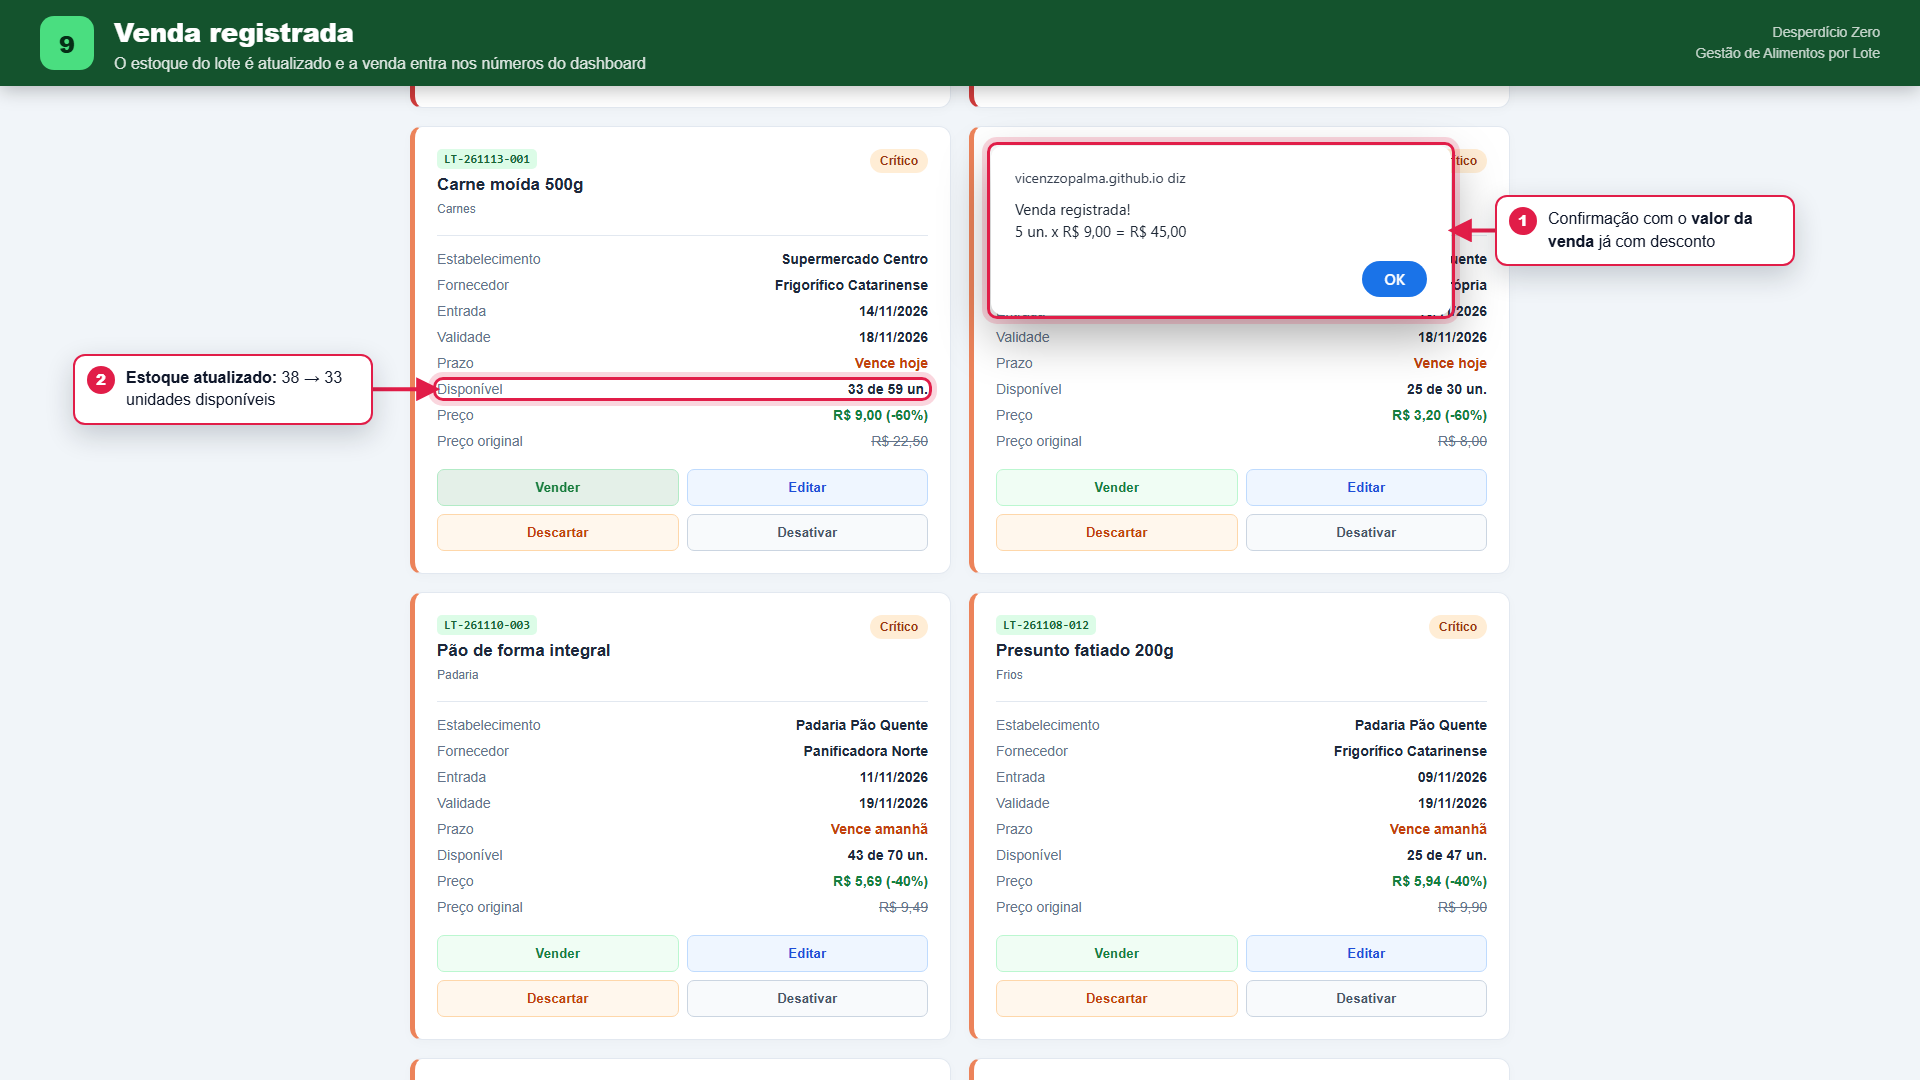 9
Venda registrada
O estoque do lote é atualizado e a venda entra nos números do dashboard
Desperdício Zero
Gestão de Alimentos por Lote
LT-261113-001
Crítico
Carne moída 500g
Carnes
Estabelecimento Supermercado Centro
Fornecedor Frigorífico Catarinense
Entrada 14/11/2026
Validade 18/11/2026
Prazo Vence hoje
Disponível 33 de 59 un.
Preço R$ 9,00 (-60%)
Preço original R$ 22,50
Vender Editar
Descartar Desativar
vicenzzopalma.github.io diz
Venda registrada!
5 un. x R$ 9,00 = R$ 45,00
OK
Validade 18/11/2026
Prazo Vence hoje
Disponível 25 de 30 un.
Preço R$ 3,20 (-60%)
Preço original R$ 8,00
Vender Editar
Descartar Desativar
1 Confirmação com o valor da
venda já com desconto
2 Estoque atualizado: 38 → 33
unidades disponíveis
LT-261110-003
Crítico
Pão de forma integral
Padaria
Estabelecimento Padaria Pão Quente
Fornecedor Panificadora Norte
Entrada 11/11/2026
Validade 19/11/2026
Prazo Vence amanhã
Disponível 43 de 70 un.
Preço R$ 5,69 (-40%)
Preço original R$ 9,49
Vender Editar
Descartar Desativar
LT-261108-012
Crítico
Presunto fatiado 200g
Frios
Estabelecimento Padaria Pão Quente
Fornecedor Frigorífico Catarinense
Entrada 09/11/2026
Validade 19/11/2026
Prazo Vence amanhã
Disponível 25 de 47 un.
Preço R$ 5,94 (-40%)
Preço original R$ 9,90
Vender Editar
Descartar Desativar